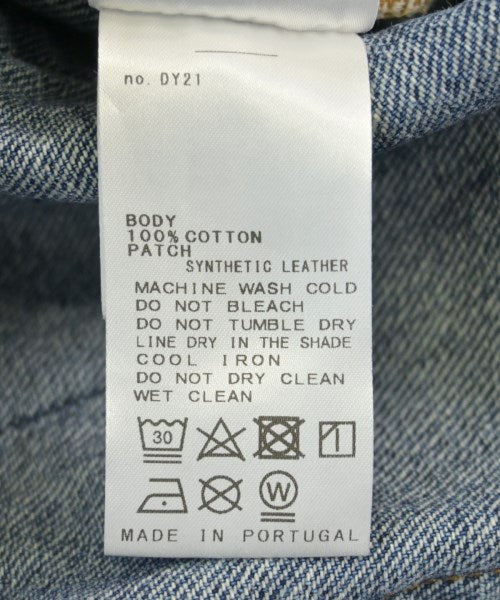 no. DY21
BODY
100% COTTON
PATCH
SYNTHETIC LEATHER
MACHINE WASH COLD
DO NOT BLEACH
DO NOT TUMBLE DRY
LINE DRY IN THE SHADE
COOL IRON
DO NOT DRY CLEAN
WET CLEAN
30
W
MADE IN PORTUGAL